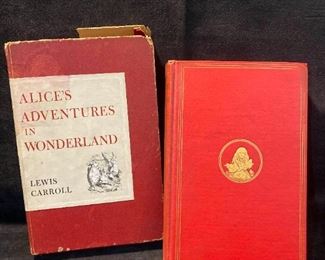 ALICE'S
ADVENTURES
IN
WONDERLAND
LEWIS
CARROLL